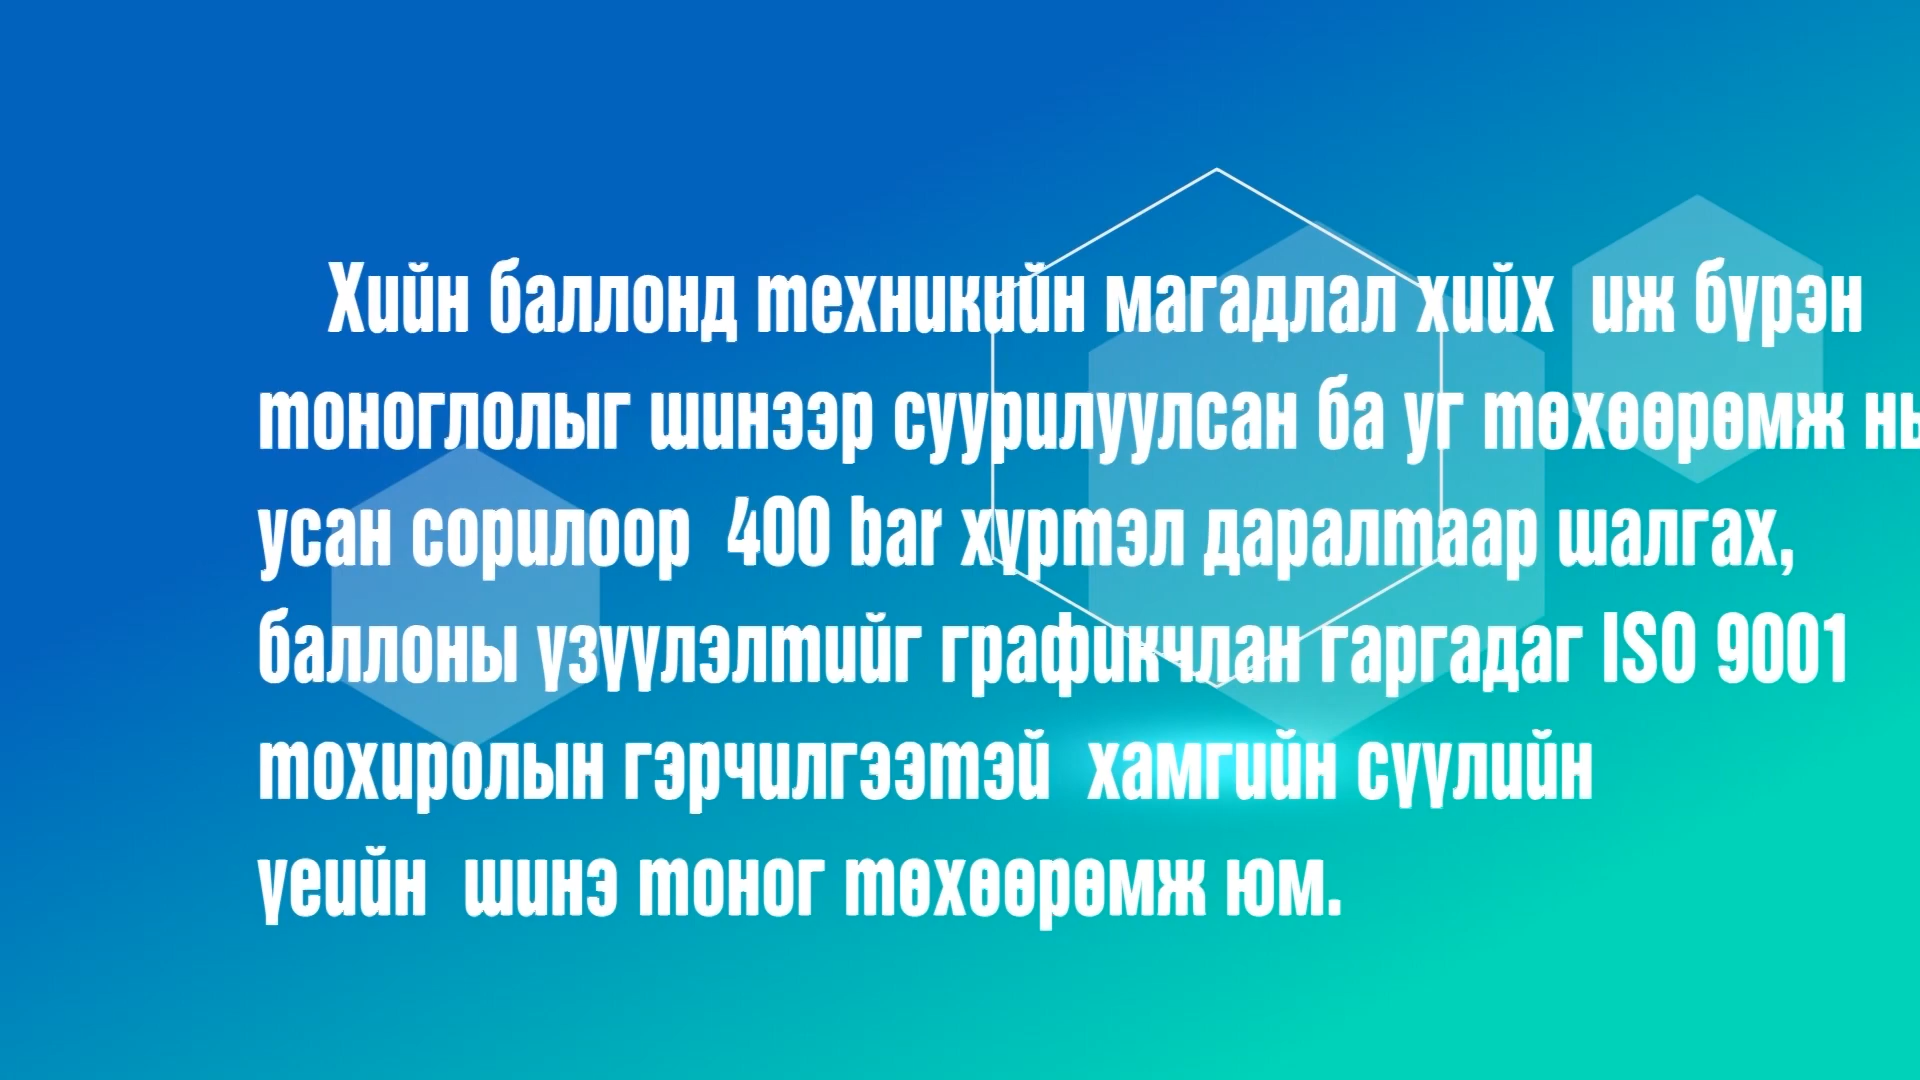 Хийн баллонд техникийн магадлал хийх иж бүрэн
тоноглолыг шинээр суурилуулсан ба уг төхөөрөмж нь
усан сорилоор 400 bar хүртэл даралтаар шалгах,
баллоны үзүүлэлтийг графикчлан гаргадаг ISO 9001
тохиролын гэрчилгээтэй хамгийн сүүлийн
үеийн шинэ тоног төхөөрөмж юм.